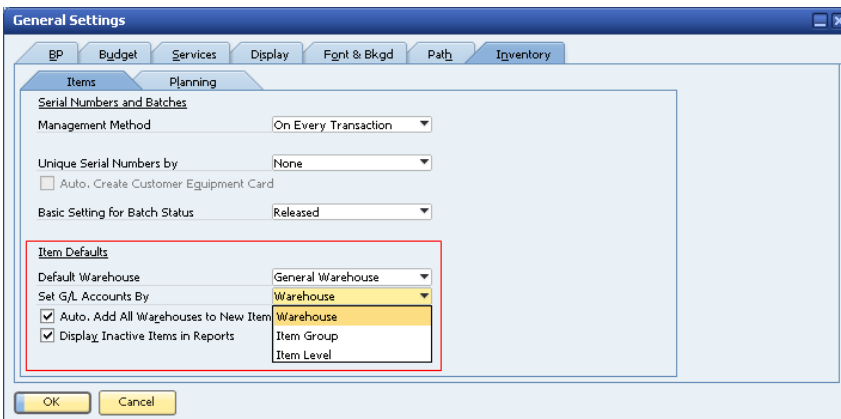 General Settings
BP Budget Services Display Font & Bkgd Path Inventory
Items Planning
Serial Numbers and Batches
Management Method On Every Transaction
Unique Serial Numbers by None
Auto. Create Customer Equipment Card
Basic Setting for Batch Status Released
Item Defaults
Default Warehouse General Warehouse
Set G/L Accounts By Warehouse
Auto. Add All Warehouses to New Item Warehouse
Display Inactive Items in Reports Item Group
Item Level
OK Cancel